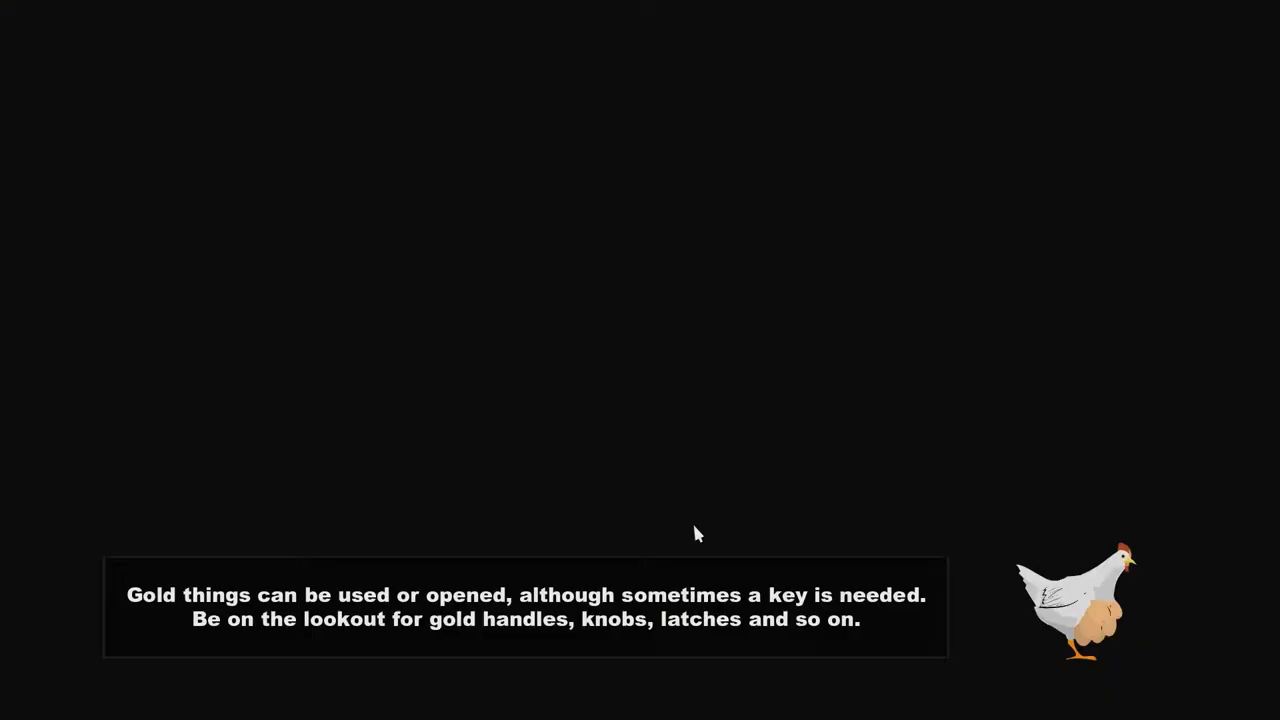 Gold things can be used or opened, although sometimes a key is needed.
Be on the lookout for gold handles, knobs, latches and so on.